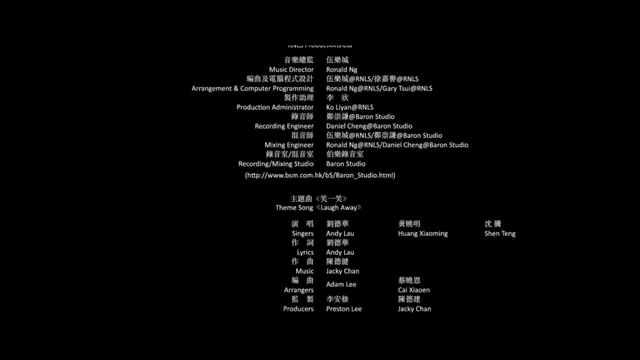 RNLS Productions Ltd
音樂總監 伍樂城
Music Director Ronald Ng
編曲及電腦程式設計 伍樂城@RNLS/徐嘉譽@RNLS
Arrangement & Computer Programming Ronald Ng@RNLS/Gary Tsui@RNLS
製作助理 李 欣
Production Administrator Ko Liyan@RNLS
錄音師 鄭崇謙@Baron Studio
Recording Engineer Daniel Cheng@Baron Studio
混音師 伍樂城@RNLS/鄭崇謙@Baron Studio
Mixing Engineer Ronald Ng@RNLS/Daniel Cheng@Baron Studio
錄音室/混音室 伯樂錄音室
Recording/Mixing Studio Baron Studio
(http://www.bsm.com.hk/b5/Baron_Studio.html)
主題曲《笑一笑》
Theme Song《Laugh Away》
演 唱 劉德華 黃曉明 沈 騰
Singers Andy Lau Huang Xiaoming Shen Teng
作 詞 劉德華
Lyrics Andy Lau
作 曲 陳德健
Music Jacky Chan
編 曲 Adam Lee 蔡曉恩
Arrangers Cai Xiaoen
監 製 李安修 陳德建
Producers Preston Lee Jacky Chan